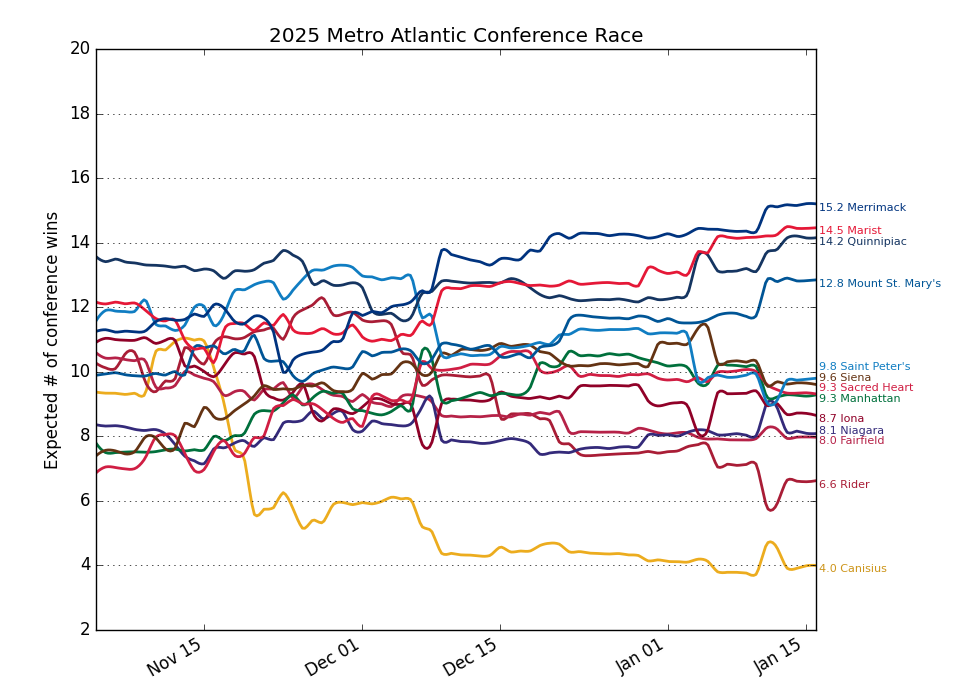 2025 Metro Atlantic Conference Race
Expected # of conference wins
20
18
16
14
12
10
8
6
4
2
15.2 Merrimack
14.5 Marist
14.2 Quinnipiac
12.8 Mount St. Mary's
9.8 Saint Peter's
9.6 Siena
9.3 Sacred Heart
9.3 Manhattan
8.7 Iona
8.1 Niagara
8.0 Fairfield
6.6 Rider
4.0 Canisius
Nov 15
Dec 01
Dec 15
Jan 01
Jan 15